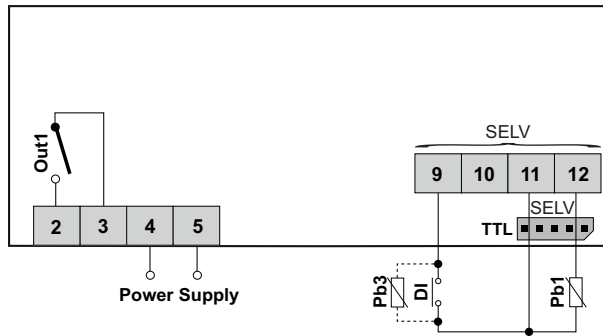 SELV
Out1
9 10 11 12
SELV
2 3 4 5
TTL
Power Supply
Pb3
DI
Pb1